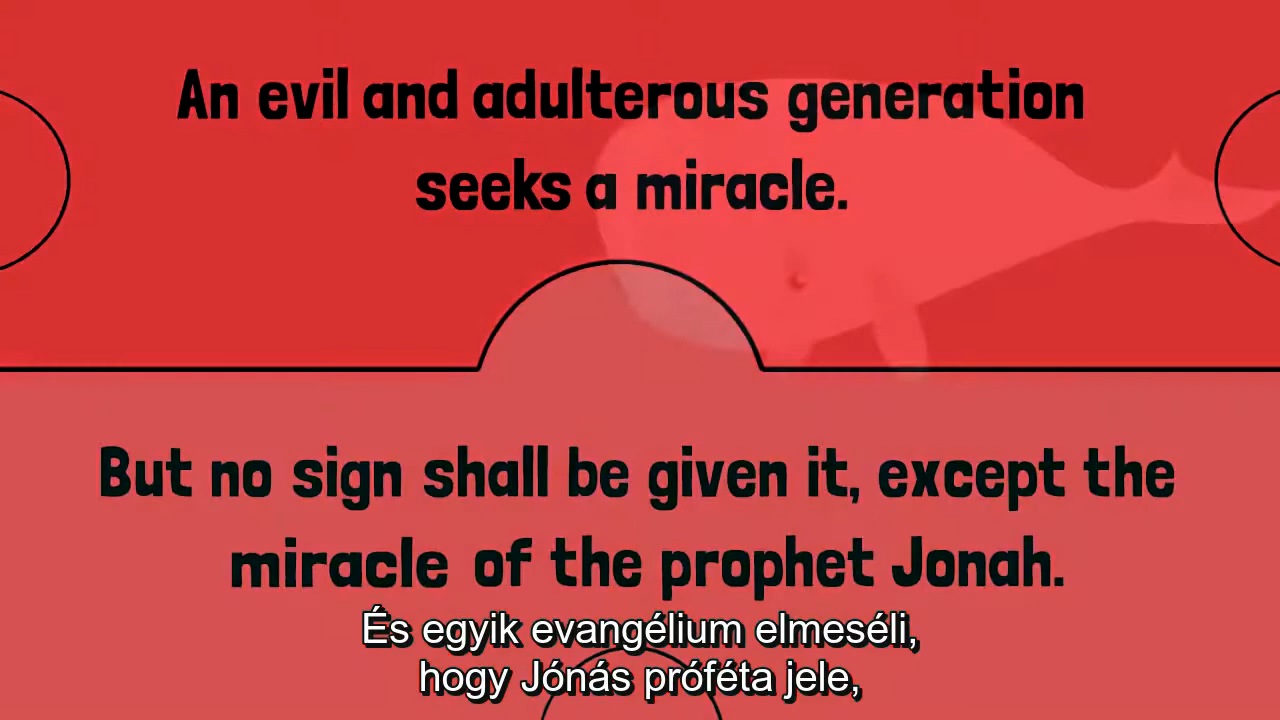 An evil and adulterous generation
seeks a miracle.
But no sign shall be given it, except the
miracle of the prophet Jonah.
És egyik evangélium elmeséli,
hogy Jónás próféta jele,